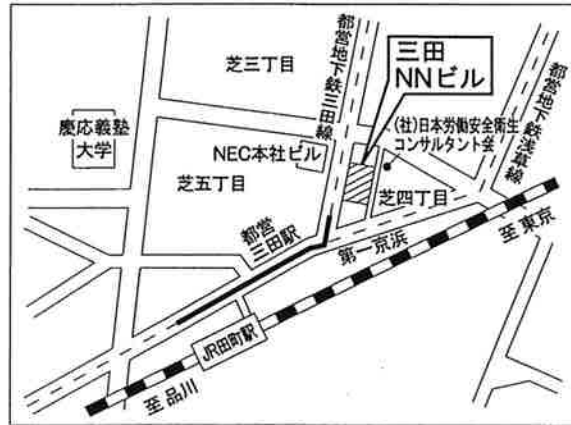 都営地下鉄三田線
三田
NNビル
都営地下鉄浅草線
芝三丁目
慶応義塾
大学
NEC本社ビル
(社)日本労働安全衛生
コンサルタント会
芝五丁目
芝四丁目
都営
三田駅
第一京浜
至東京
JR田町駅
至品川